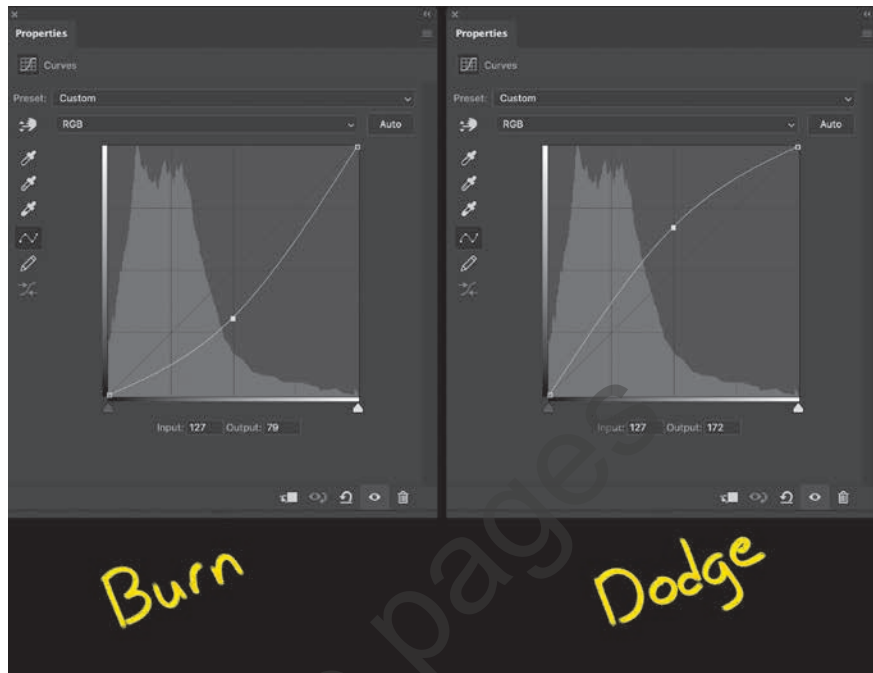 Properties
Curves
Preset: Custom
RGB
Auto
Input: 127 Output: 79
Burn
Properties
Curves
Preset: Custom
RGB
Auto
Input: 127 Output: 172
Dodge
pages